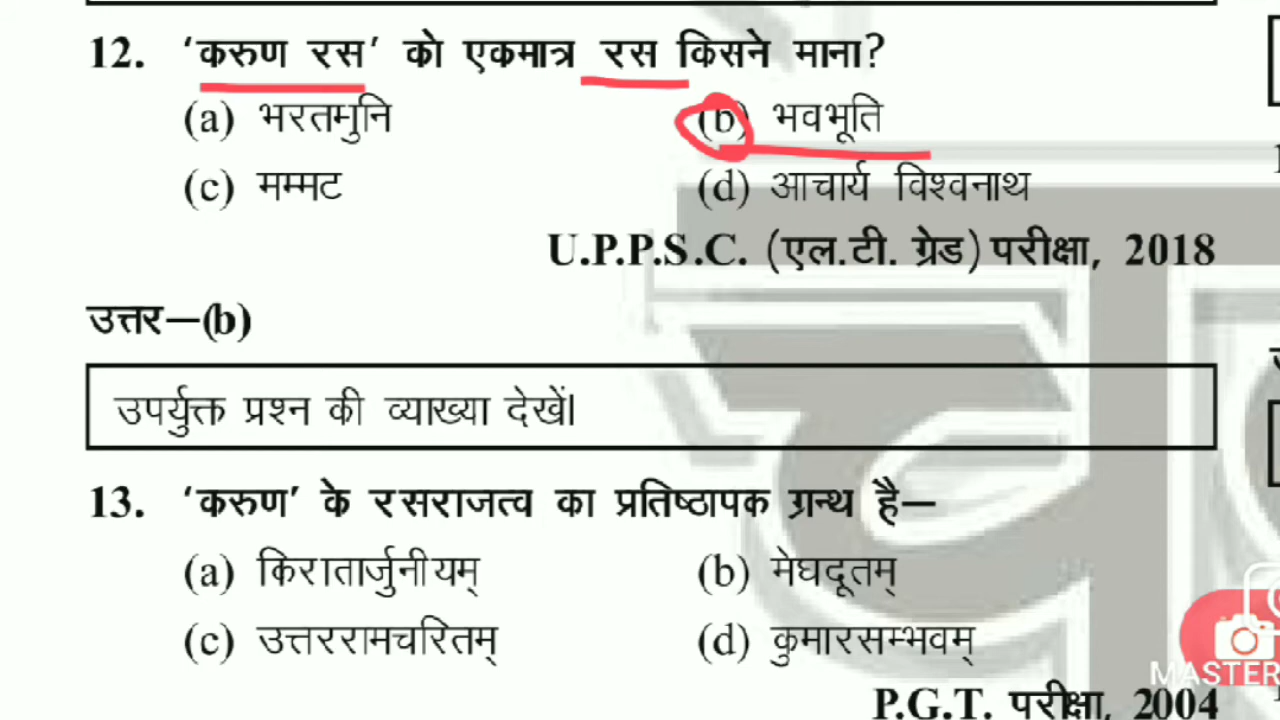 12. 'करुण रस' को एकमात्र रस किसने माना?
(a) भरतमुनि (b) भवभूति
(c) मम्मट (d) आचार्य विश्वनाथ
U.P.P.S.C. (एल.टी. ग्रेड) परीक्षा, 2018
उत्तर—(b)
उपर्युक्त प्रश्न की व्याख्या देखें।
13. 'करुण' के रसराजत्व का प्रतिष्ठापक ग्रन्थ है—
(a) किरातार्जुनीयम् (b) मेघदूतम्
(c) उत्तररामचरितम् (d) कुमारसम्भवम्
MASTER
P.G.T. परीक्षा, 2004